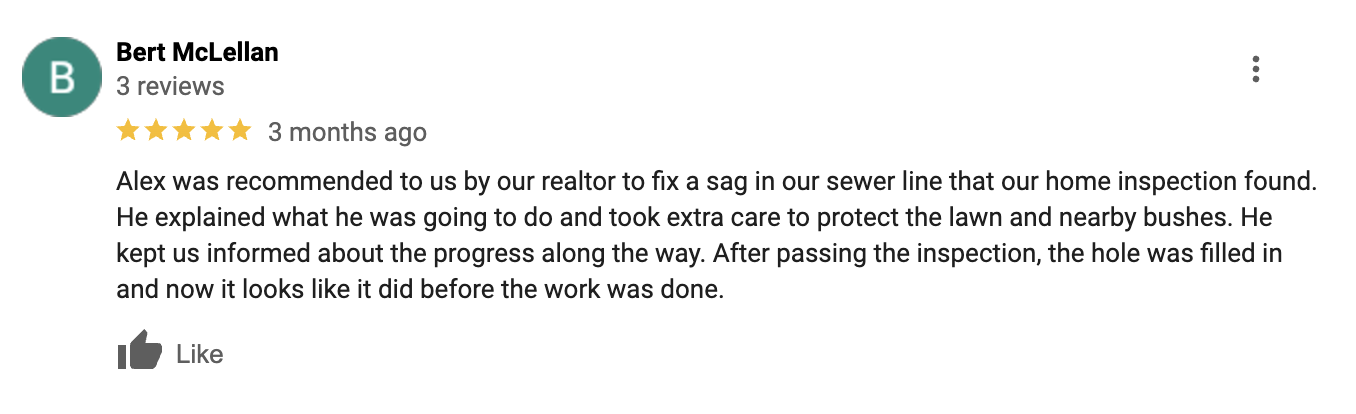 B
Bert McLellan
3 reviews
3 months ago
Alex was recommended to us by our realtor to fix a sag in our sewer line that our home inspection found.
He explained what he was going to do and took extra care to protect the lawn and nearby bushes. He
kept us informed about the progress along the way. After passing the inspection, the hole was filled in
and now it looks like it did before the work was done.
Like